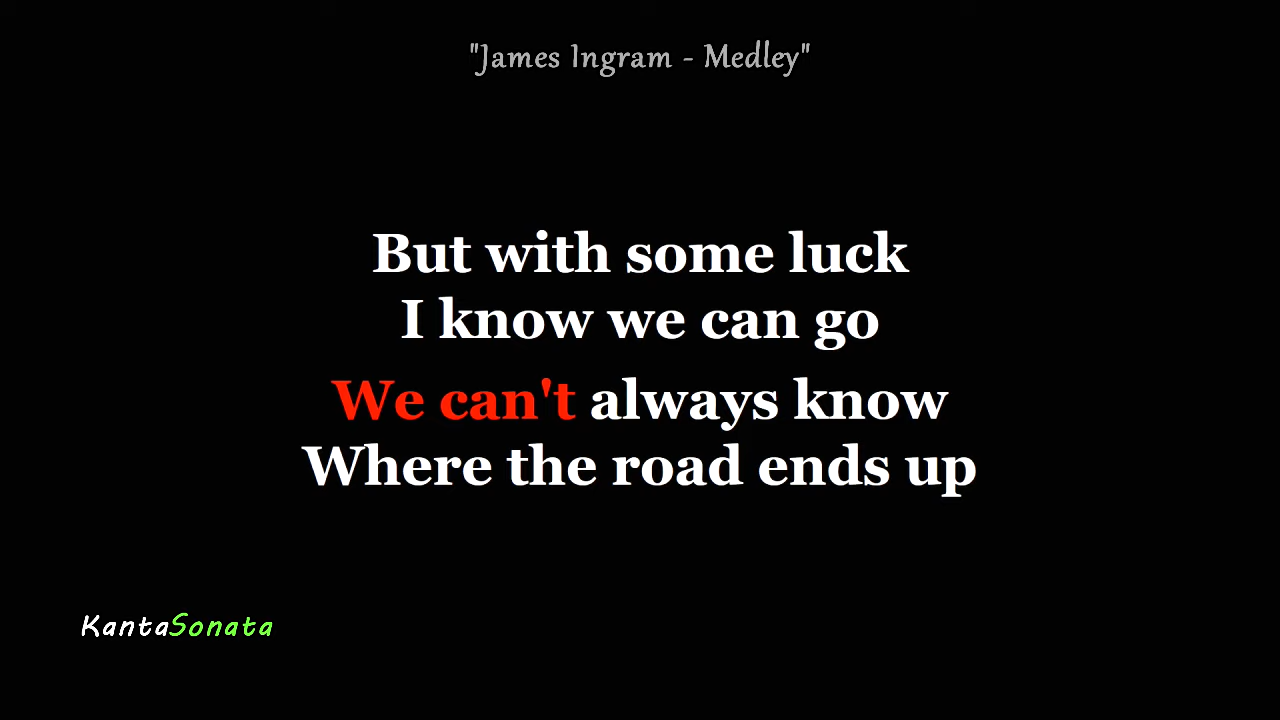 "James Ingram - Medley"
But with some luck
I know we can go
We can't always know
Where the road ends up
KantaSonata